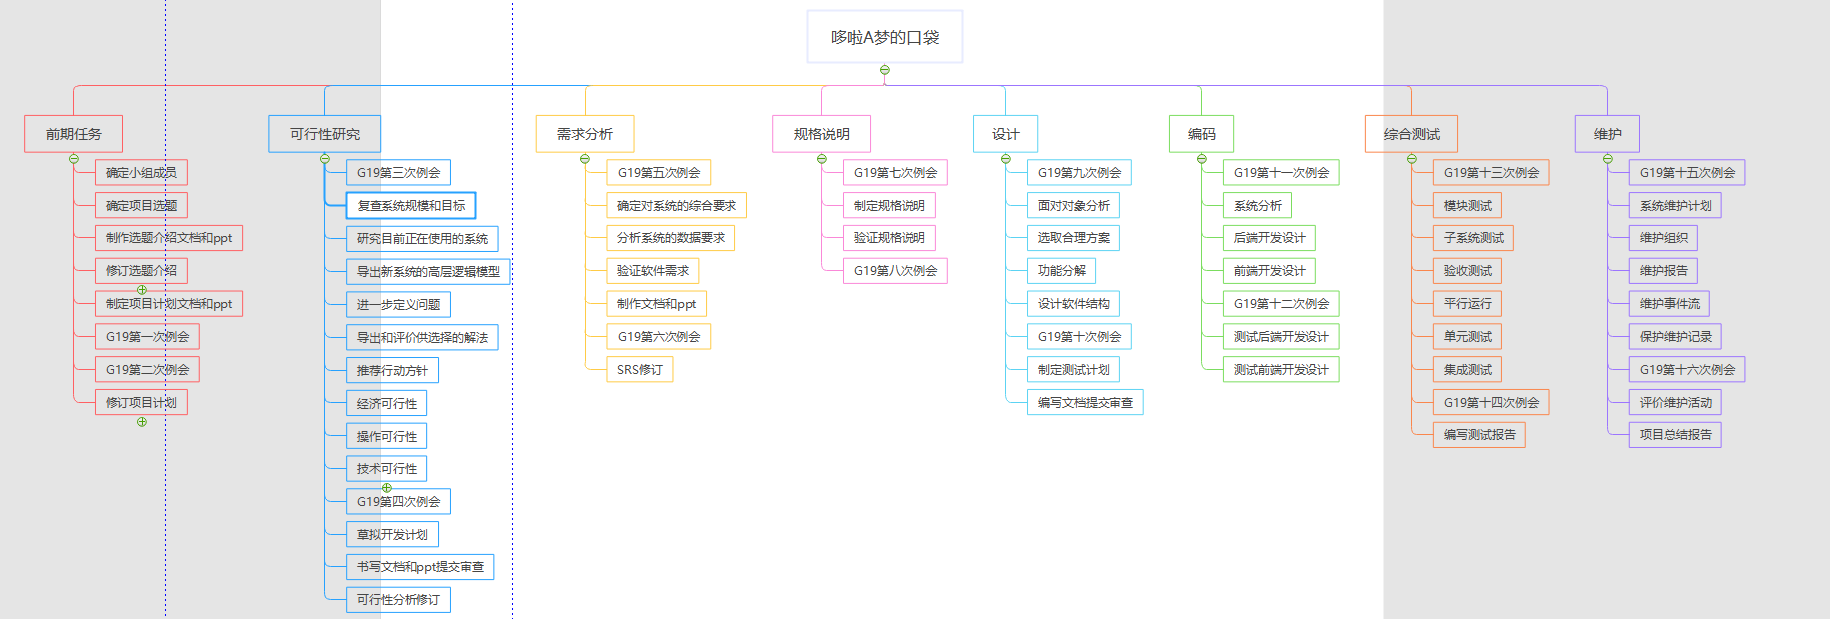 哆啦A梦的口袋
前期任务
确定小组成员
确定项目选题
制作选题介绍文档和ppt
修订选题介绍
制定项目计划文档和ppt
G19第一次例会
G19第二次例会
修订项目计划
可行性研究
G19第三次例会
复查系统规模和目标
研究目前正在使用的系统
导出新系统的高层逻辑模型
进一步定义问题
导出和评价供选择的解法
推荐行动方针
经济可行性
操作可行性
技术可行性
G19第四次例会
草拟开发计划
书写文档和ppt提交审查
可行性分析修订
需求分析
G19第五次例会
确定对系统的综合要求
分析系统的数据要求
验证软件需求
制作文档和ppt
G19第六次例会
SRS修订
规格说明
G19第七次例会
制定规格说明
验证规格说明
G19第八次例会
设计
G19第九次例会
面对对象分析
选取合理方案
功能分解
设计软件结构
G19第十次例会
制定测试计划
编写文档提交审查
编码
G19第十一次例会
系统分析
后端开发设计
前端开发设计
G19第十二次例会
测试后端开发设计
测试前端开发设计
综合测试
G19第十三次例会
模块测试
子系统测试
验收测试
平行运行
单元测试
集成测试
G19第十四次例会
编写测试报告
维护
G19第十五次例会
系统维护计划
维护组织
维护报告
维护事件流
保护维护记录
G19第十六次例会
评价维护活动
项目总结报告